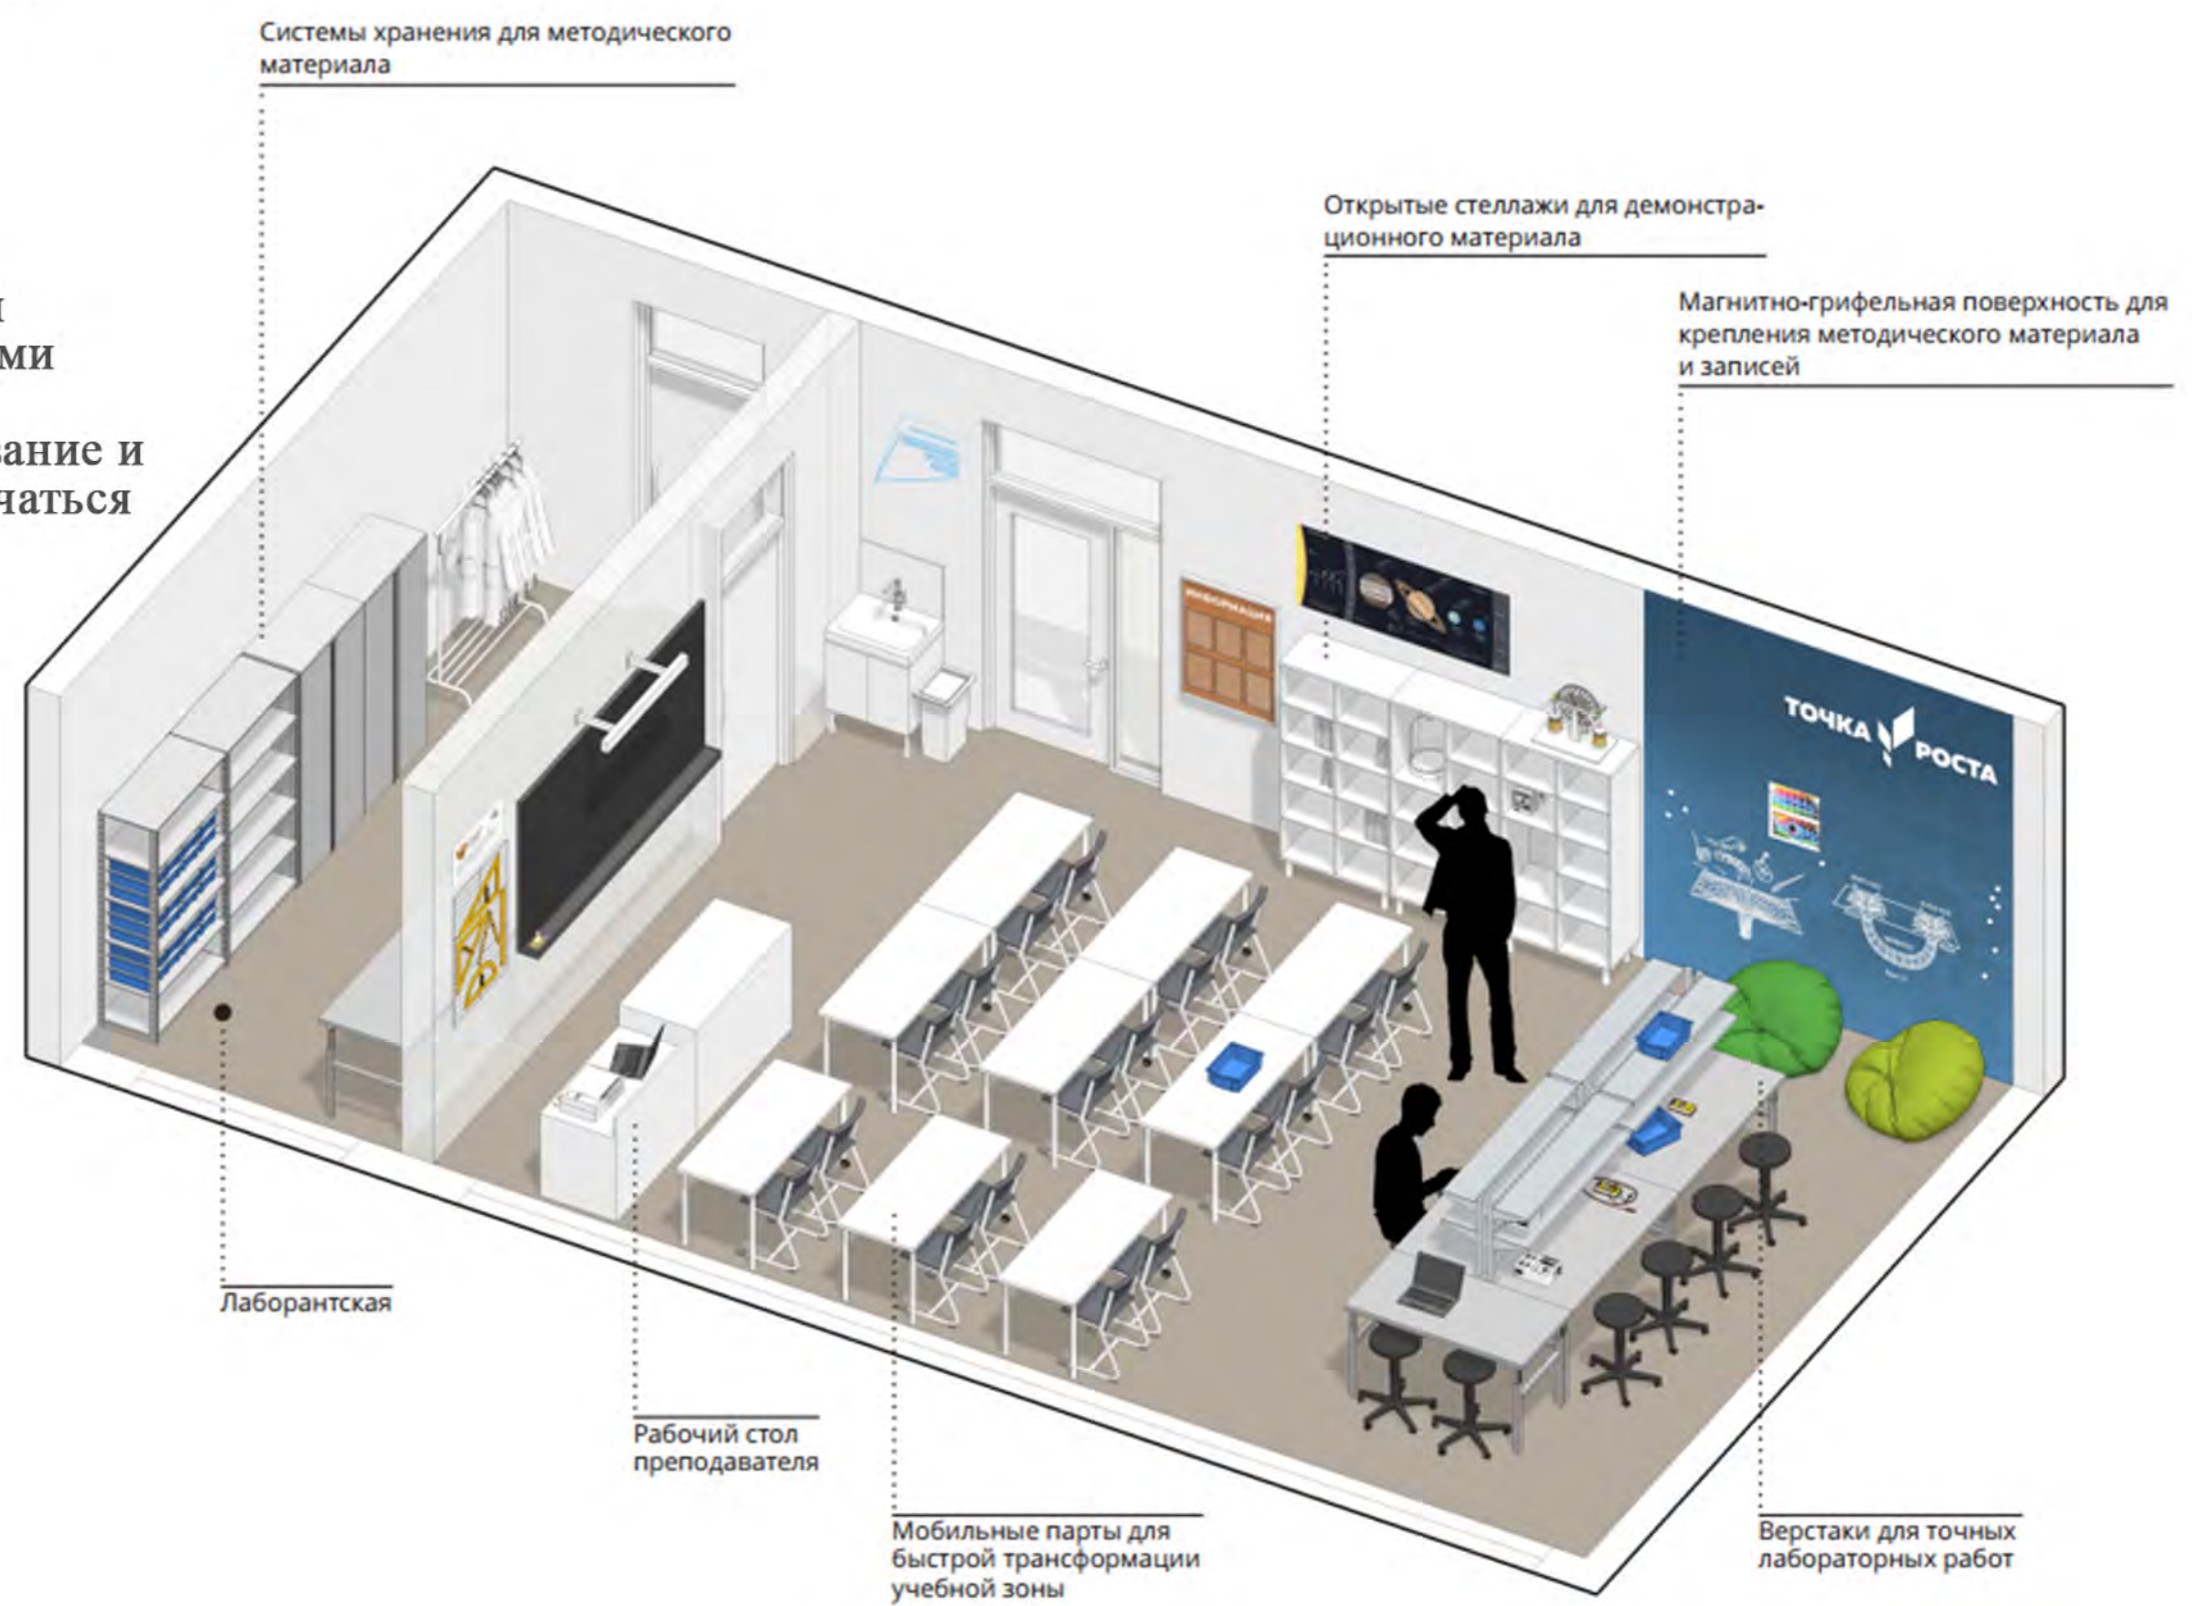 Системы хранения для методического
материала
Открытые стеллажи для демонстра-
ционного материала
Магнитно-грифельная поверхность для
крепления методического материала
и записей
ми
ание и
чаться
ИНФОРМАЦИЯ
ТОЧКА РОСТА
Лаборантская
Рабочий стол
преподавателя
Мобильные парты для
быстрой трансформации
учебной зоны
Верстаки для точных
лабораторных работ